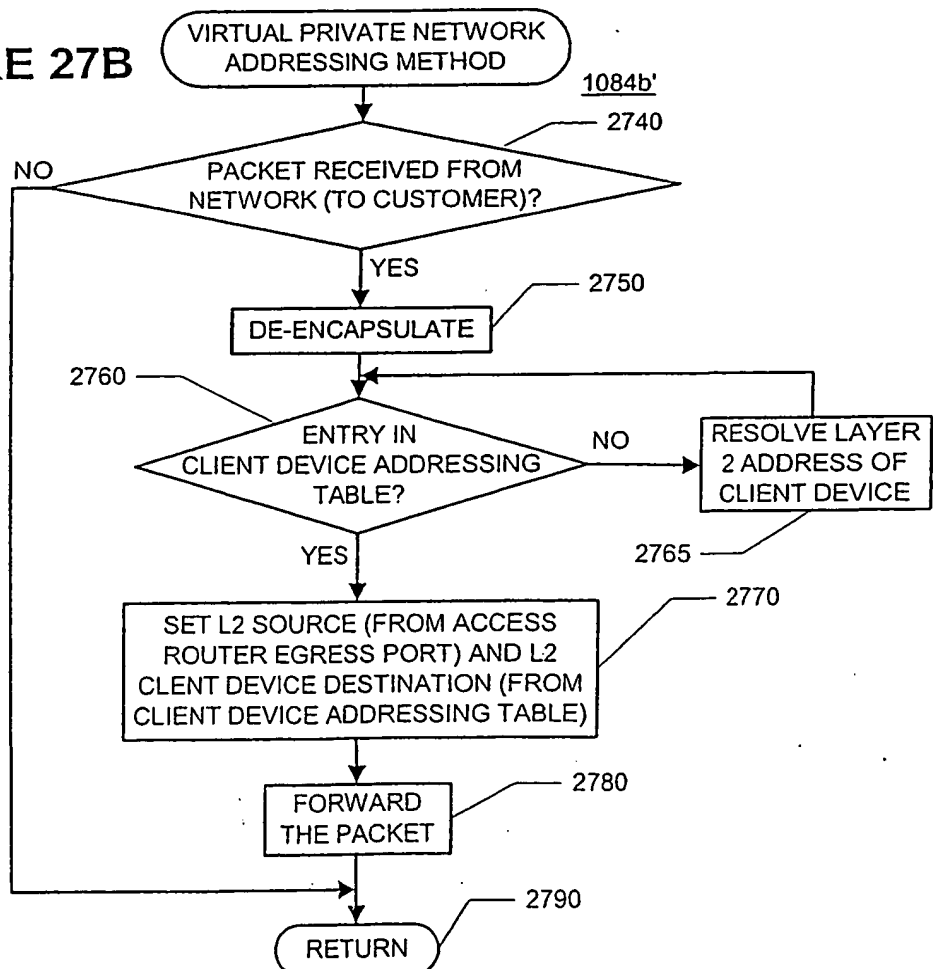 VIRTUAL PRIVATE NETWORK
ADDRESSING METHOD
RE 27B
1084b'
2740
NO
PACKET RECEIVED FROM
NETWORK (TO CUSTOMER)?
YES
2750
DE-ENCAPSULATE
2760
ENTRY IN
CLIENT DEVICE ADDRESSING
TABLE?
NO
RESOLVE LAYER
2 ADDRESS OF
CLIENT DEVICE
2765
YES
2770
SET L2 SOURCE (FROM ACCESS
ROUTER EGRESS PORT) AND L2
CLENT DEVICE DESTINATION (FROM
CLIENT DEVICE ADDRESSING TABLE)
2780
FORWARD
THE PACKET
2790
RETURN